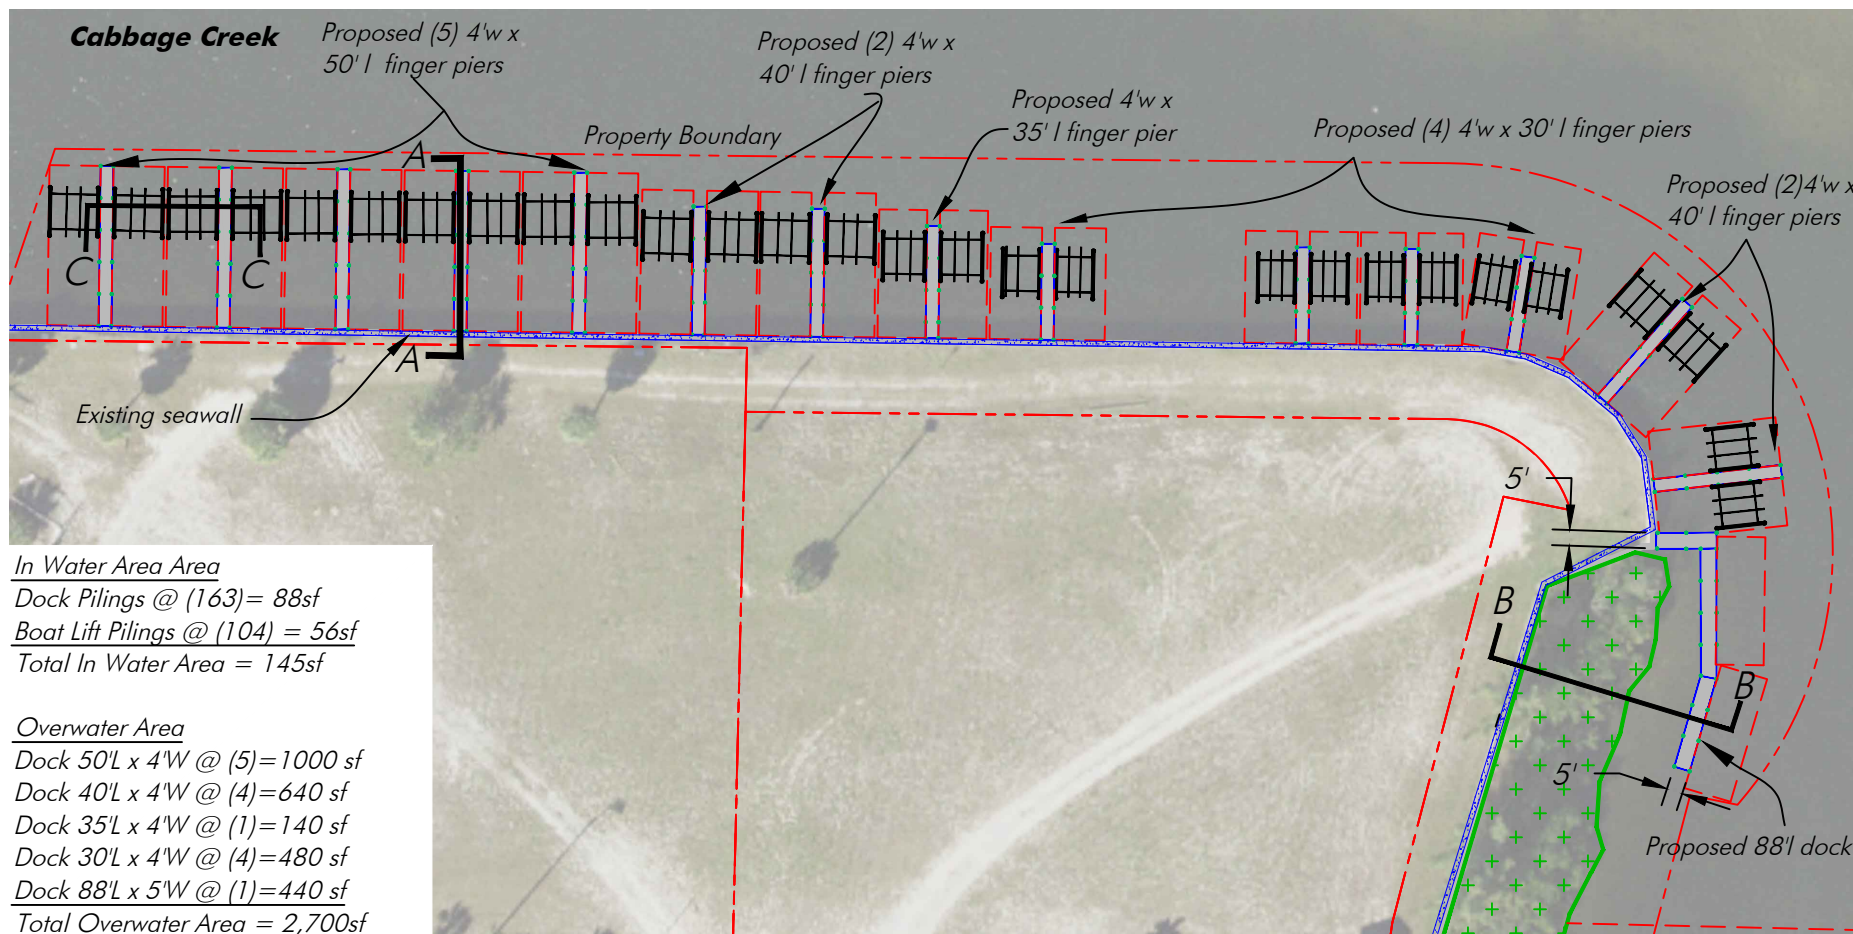 Cabbage Creek
Proposed (5) 4'w x
50' l finger piers
Proposed (2) 4'w x
40' l finger piers
Proposed 4'w x
35' l finger pier
Property Boundary
Proposed (4) 4'w x 30' l finger piers
Proposed (2)4'w x
40' l finger piers
A
C
C
A
Existing seawall
5'
B
B
5'
Proposed 88'l dock
In Water Area Area
Dock Pilings @ (163)= 88sf
Boat Lift Pilings @ (104) = 56sf
Total In Water Area = 145sf
Overwater Area
Dock 50'L x 4'W @ (5)=1000 sf
Dock 40'L x 4'W @ (4)=640 sf
Dock 35'L x 4'W @ (1)=140 sf
Dock 30'L x 4'W @ (4)=480 sf
Dock 88'L x 5'W @ (1)=440 sf
Total Overwater Area = 2,700sf